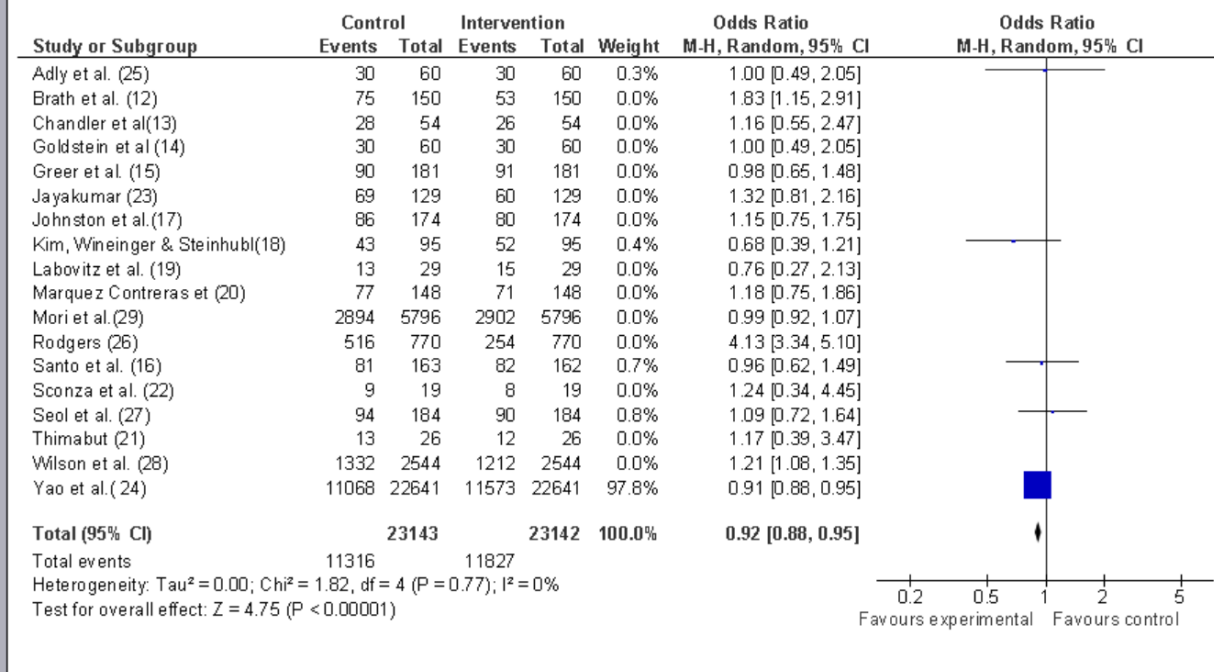 Control Intervention Odds Ratio Odds Ratio
Study or Subgroup Events Total Events Total Weight M-H, Random, 95% CI M-H, Random, 95% CI
Adly et al. (25) 30 60 30 60 0.3% 1.00 [0.49, 2.05]
Brath et al. (12) 75 150 53 150 0.0% 1.83 [1.15, 2.91]
Chandler et al(13) 28 54 26 54 0.0% 1.16 [0.55, 2.47]
Goldstein et al (14) 30 60 30 60 0.0% 1.00 [0.49, 2.05]
Greer et al. (15) 90 181 91 181 0.0% 0.98 [0.65, 1.48]
Jayakumar (23) 69 129 60 129 0.0% 1.32 [0.81, 2.16]
Johnston et al.(17) 86 174 80 174 0.0% 1.15 [0.75, 1.75]
Kim, Wineinger & Steinhubl(18) 43 95 52 95 0.4% 0.68 [0.39, 1.21]
Labovitz et al. (19) 13 29 15 29 0.0% 0.76 [0.27, 2.13]
Marquez Contreras et (20) 77 148 71 148 0.0% 1.18 [0.75, 1.86]
Mori et al.(29) 2894 5796 2902 5796 0.0% 0.99 [0.92, 1.07]
Rodgers (26) 516 770 254 770 0.0% 4.13 [3.34, 5.10]
Santo et al. (16) 81 163 82 162 0.7% 0.96 [0.62, 1.49]
Sconza et al. (22) 9 19 8 19 0.0% 1.24 [0.34, 4.45]
Seol et al. (27) 94 184 90 184 0.8% 1.09 [0.72, 1.64]
Thimabut (21) 13 26 12 26 0.0% 1.17 [0.39, 3.47]
Wilson et al. (28) 1332 2544 1212 2544 0.0% 1.21 [1.08, 1.35]
Yao et al.( 24) 11068 22641 11573 22641 97.8% 0.91 [0.88, 0.95]
Total (95% CI) 23143 23142 100.0% 0.92 [0.88, 0.95]
Total events 11316 11827
Heterogeneity: Tau² = 0.00; Chi² = 1.82, df = 4 (P = 0.77); I² = 0%
Test for overall effect: Z = 4.75 (P < 0.00001)
0.2 0.5 1 2 5
Favours experimental Favours control